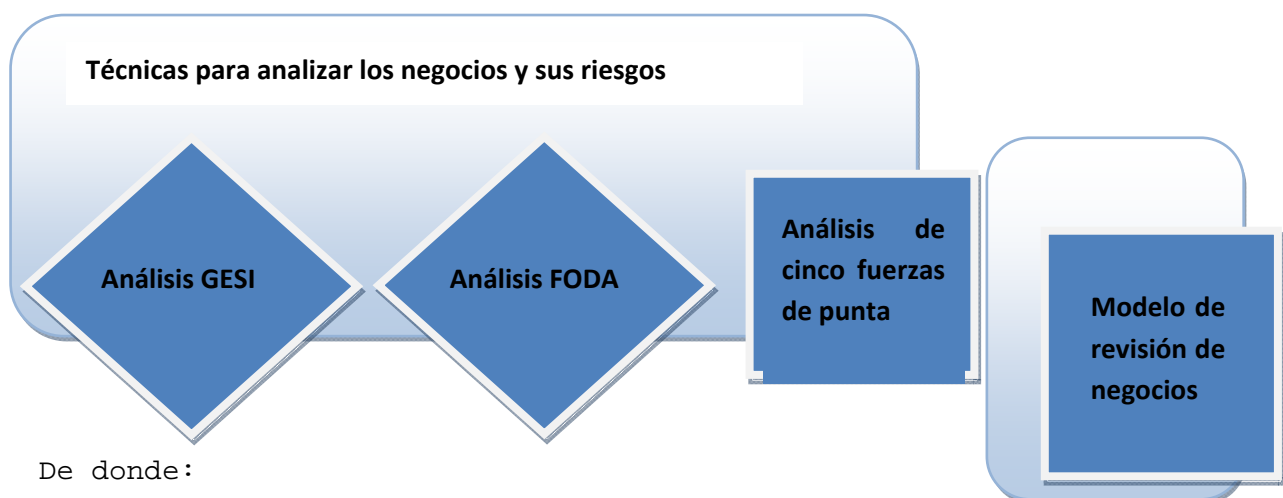 Técnicas para analizar los negocios y sus riesgos
Análisis GESI
Análisis FODA
Análisis de
cinco fuerzas
de punta
Modelo de
revisión de
negocios
De donde: